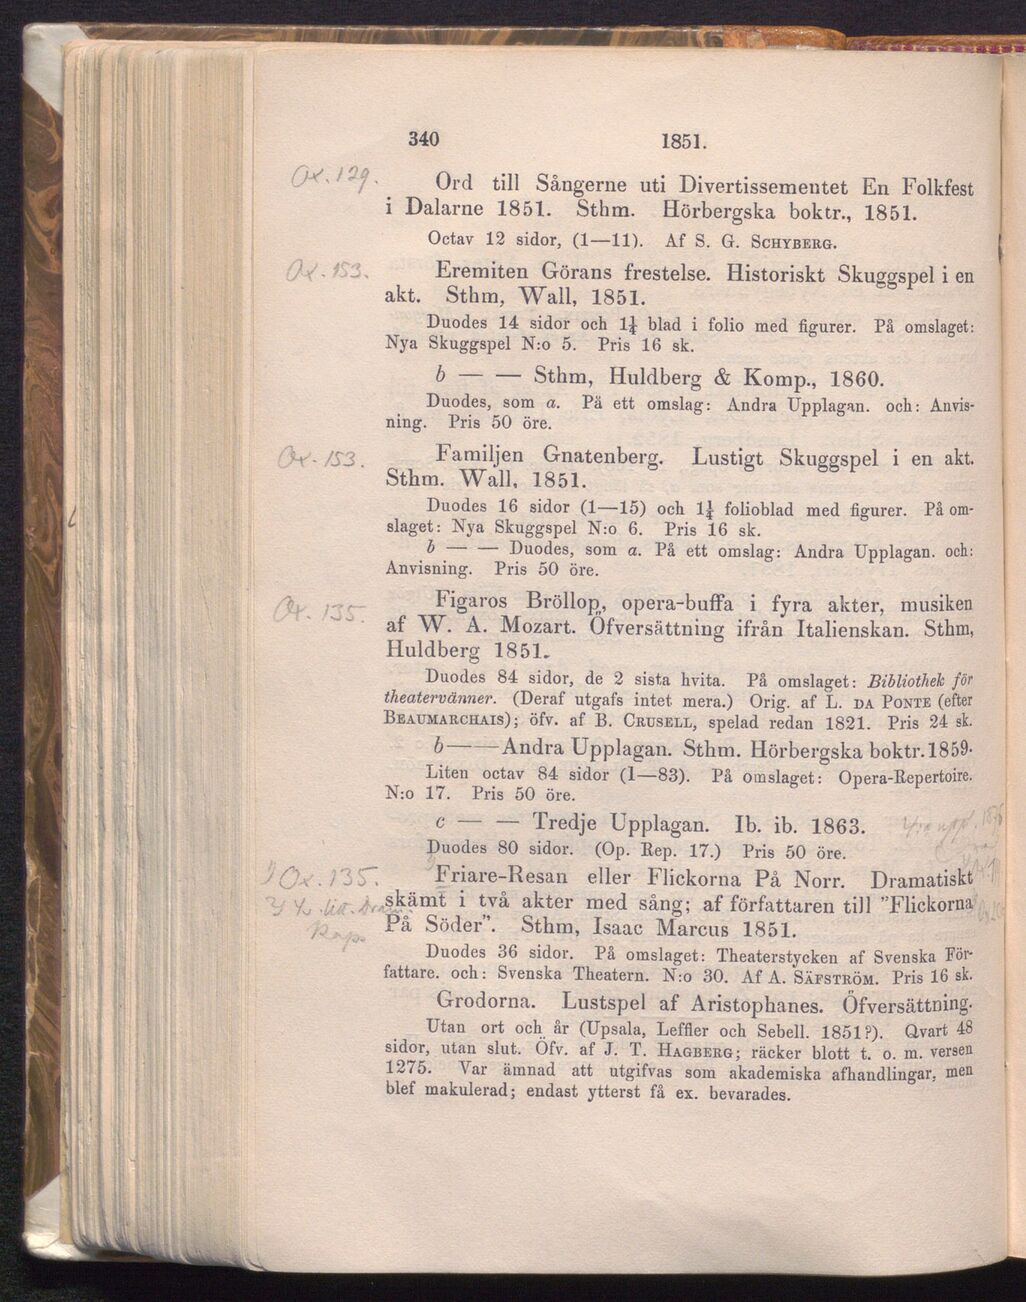 340 1851.
Ox. 129.
Ord till Sångerne uti Divertissementet En Folkfest
i Dalarne 1851. Sthm. Hörbergska boktr., 1851.
Octav 12 sidor, (1—11). Af S. G. Schyberg.
Ox. 153.
Eremiten Görans frestelse. Historiskt Skuggspel i en
akt. Sthm, Wall, 1851.
Duodes 14 sidor och 1¼ blad i folio med figurer. På omslaget:
Nya Skuggspel N:o 5. Pris 16 sk.
b — — Sthm, Huldberg & Komp., 1860.
Duodes, som a. På ett omslag: Andra Upplagan. och: Anvis-
ning. Pris 50 öre.
Ox. 153.
Familjen Gnatenberg. Lustigt Skuggspel i en akt.
Sthm. Wall, 1851.
Duodes 16 sidor (1—15) och 1¼ folioblad med figurer. På om-
slaget: Nya Skuggspel N:o 6. Pris 16 sk.
b — — Duodes, som a. På ett omslag: Andra Upplagan. och:
Anvisning. Pris 50 öre.
Ox. 135.
Figaros Bröllop, opera-buffa i fyra akter, musiken
af W. A. Mozart. Öfversättning ifrån Italienskan. Sthm,
Huldberg 1851.
Duodes 84 sidor, de 2 sista hvita. På omslaget: Bibliothek för
theatervänner. (Deraf utgafs intet mera.) Orig. af L. da Ponte (efter
Beaumarchais); öfv. af B. Crusell, spelad redan 1821. Pris 24 sk.
b — — Andra Upplagan. Sthm. Hörbergska boktr. 1859.
Liten octav 84 sidor (1—83). På omslaget: Opera-Repertoire.
N:o 17. Pris 50 öre.
c — — Tredje Upplagan. Ib. ib. 1863.
Duodes 80 sidor. (Op. Rep. 17.) Pris 50 öre.
Ox. 135.
Friare-Resan eller Flickorna På Norr. Dramatiskt
skämt i två akter med sång; af författaren till "Flickorna
På Söder". Sthm, Isaac Marcus 1851.
Duodes 36 sidor. På omslaget: Theaterstycken af Svenska För-
fattare. och: Svenska Theatern. N:o 30. Af A. Säfström. Pris 16 sk.
Grodorna. Lustspel af Aristophanes. Öfversättning.
Utan ort och år (Upsala, Leffler och Sebell. 1851?). Qvart 48
sidor, utan slut. Öfv. af J. T. Hagberg; räcker blott t. o. m. versen
1275. Var ämnad att utgifvas som akademiska afhandlingar, men
blef makulerad; endast ytterst få ex. bevarades.